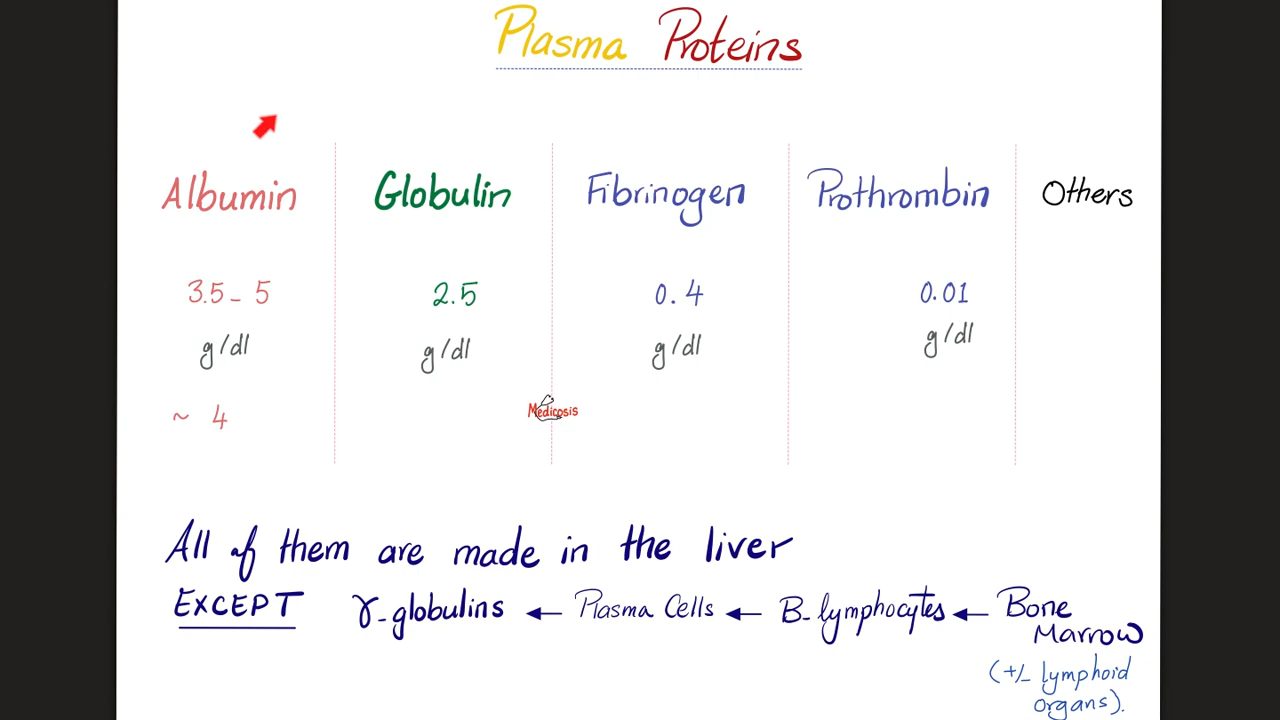 Plasma Proteins
Albumin Globulin Fibrinogen Prothrombin Others
3.5 - 5 2.5 0.4 0.01
g/dl g/dl g/dl g/dl
~ 4
Medicosis
All of them are made in the liver
EXCEPT γ-globulins ← Plasma Cells ← B-lymphocytes ← Bone
Marrow
(+/- lymphoid
organs).